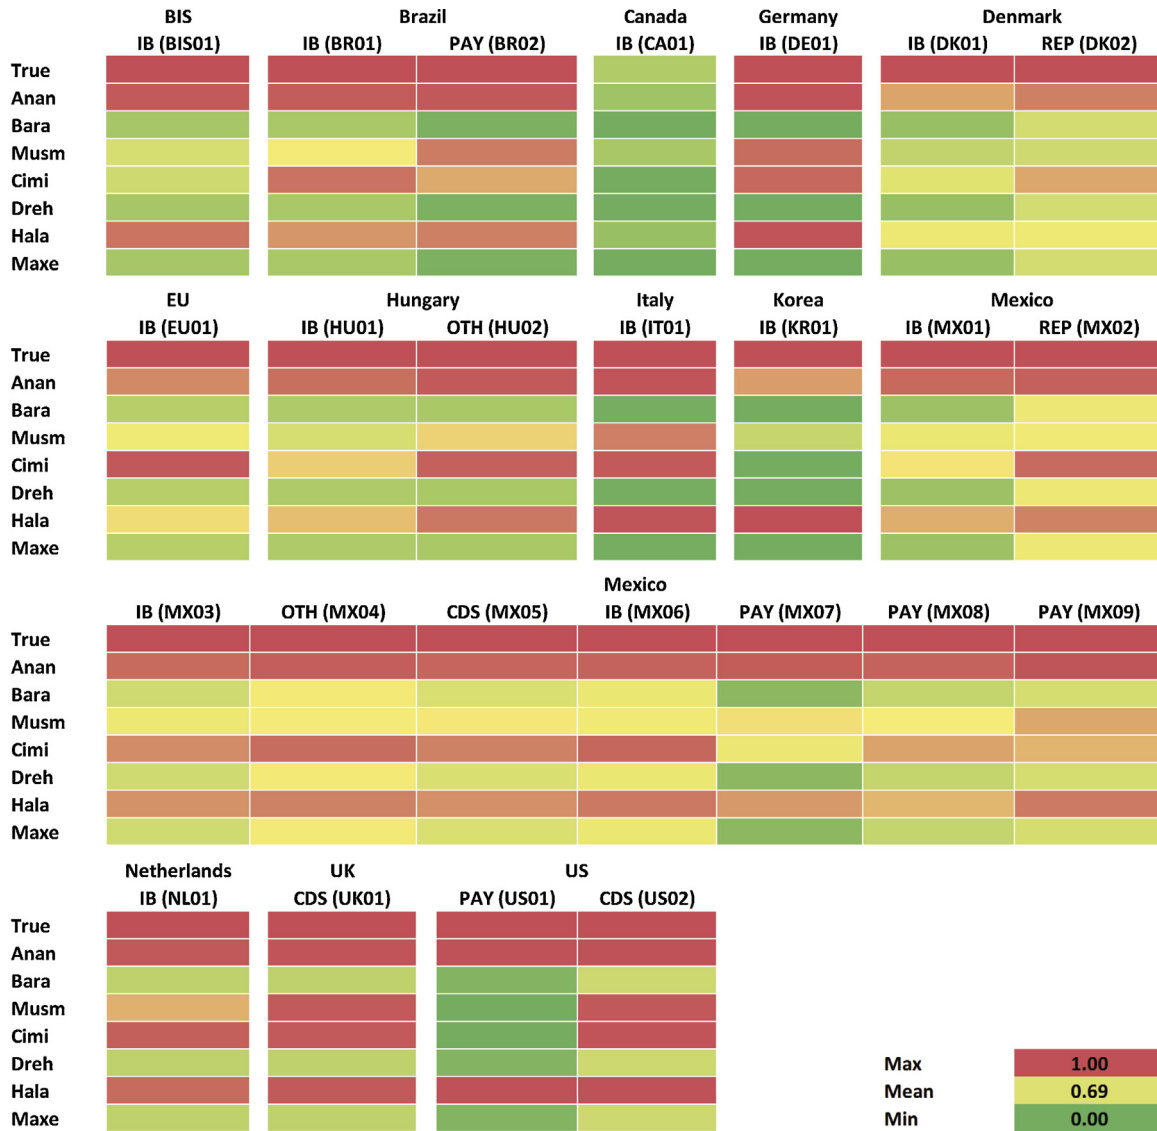 BIS Brazil Canada Germany Denmark
IB (BIS01) IB (BR01) PAY (BR02) IB (CA01) IB (DE01) IB (DK01) REP (DK02)
True
Anan
Bara
Musm
Cimi
Dreh
Hala
Maxe
EU Hungary Italy Korea Mexico
IB (EU01) IB (HU01) OTH (HU02) IB (IT01) IB (KR01) IB (MX01) REP (MX02)
True
Anan
Bara
Musm
Cimi
Dreh
Hala
Maxe
Mexico
IB (MX03) OTH (MX04) CDS (MX05) IB (MX06) PAY (MX07) PAY (MX08) PAY (MX09)
True
Anan
Bara
Musm
Cimi
Dreh
Hala
Maxe
Netherlands UK US
IB (NL01) CDS (UK01) PAY (US01) CDS (US02)
True
Anan
Bara
Musm
Cimi
Dreh
Hala
Maxe
Max 1.00
Mean 0.69
Min 0.00